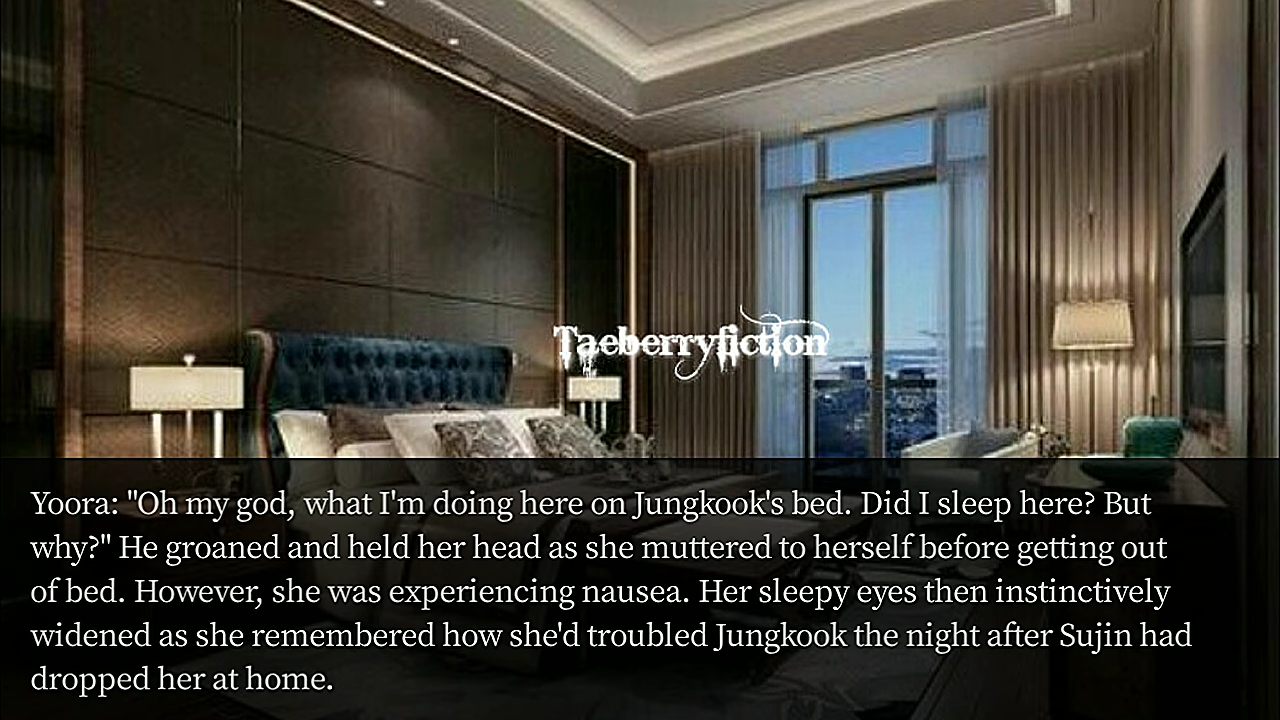 Taeberryfiction
Yoora: "Oh my god, what I'm doing here on Jungkook's bed. Did I sleep here? But
why?" He groaned and held her head as she muttered to herself before getting out
of bed. However, she was experiencing nausea. Her sleepy eyes then instinctively
widened as she remembered how she'd troubled Jungkook the night after Sujin had
dropped her at home.